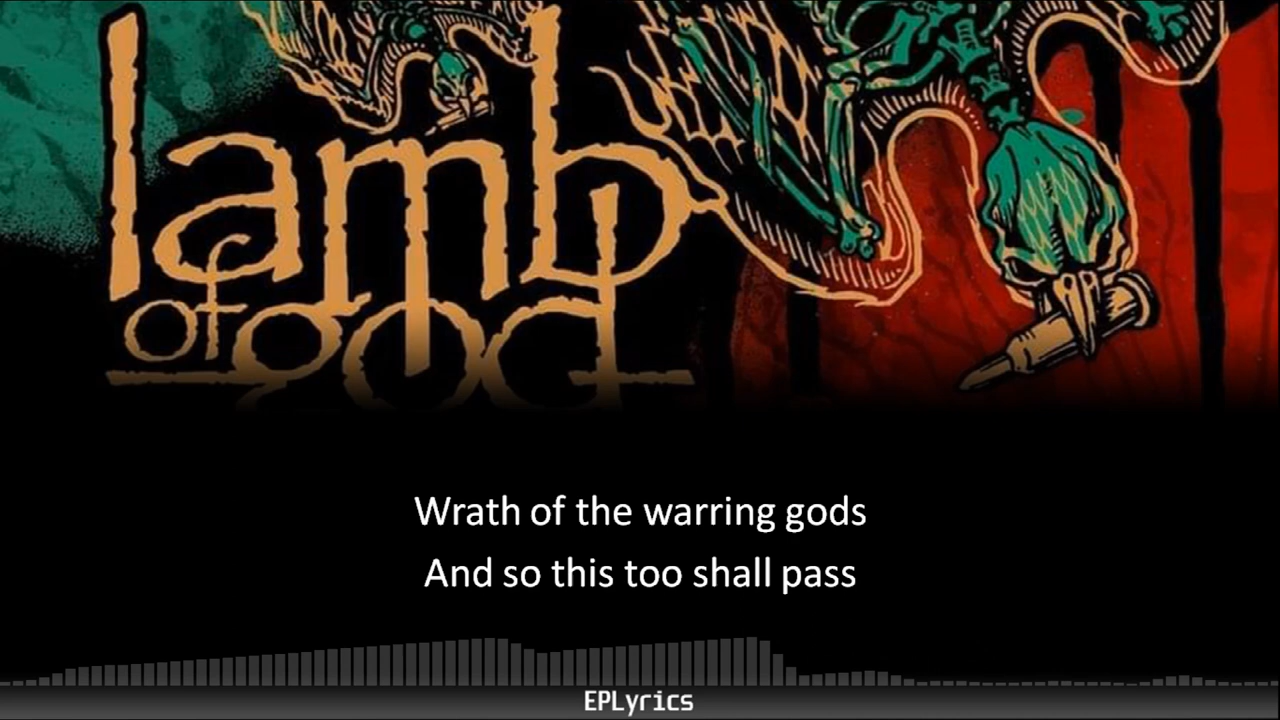 lamb
of god
Wrath of the warring gods
And so this too shall pass
EPLyrics